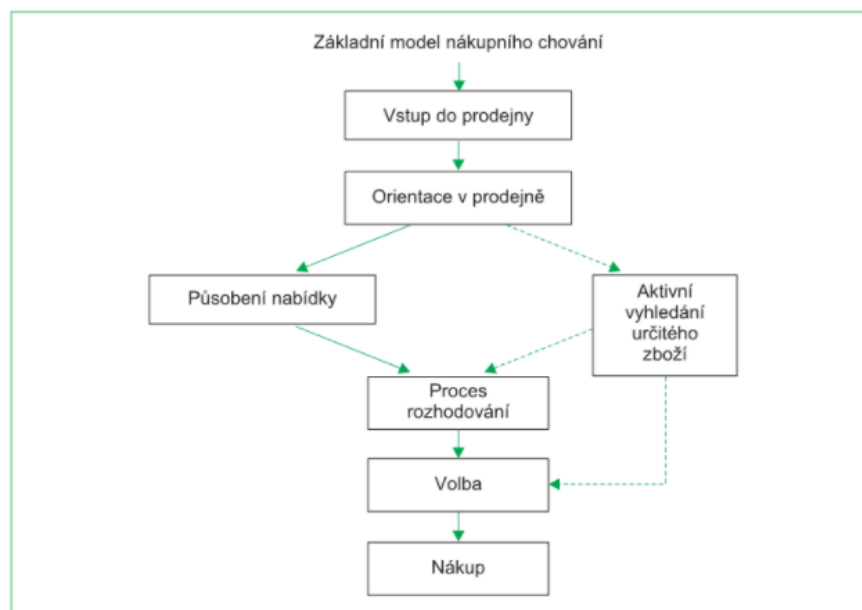 Základní model nákupního chování
Vstup do prodejny
Orientace v prodejně
Působení nabídky
Aktivní
vyhledání
určitého
zboží
Proces
rozhodování
Volba
Nákup